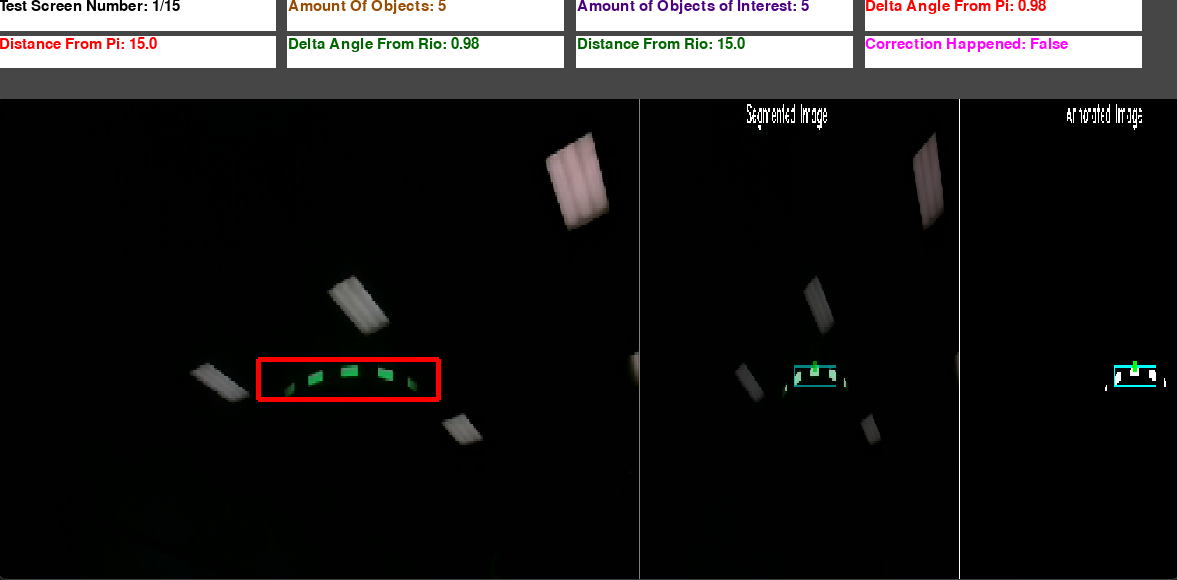 Test Screen Number: 1/15
Amount Of Objects: 5
Amount of Objects of Interest: 5
Delta Angle From Pi: 0.98
Distance From Pi: 15.0
Delta Angle From Rio: 0.98
Distance From Rio: 15.0
Correction Happened: False
Segmented Image
Annotated Image